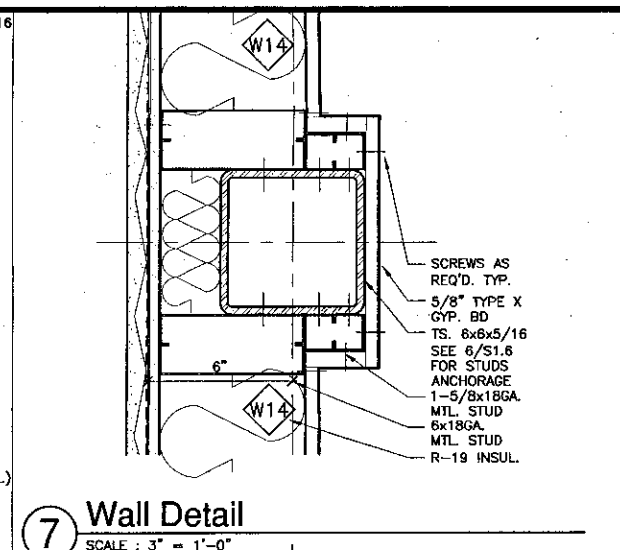 16
W14
SCREWS AS
REQ'D. TYP.
5/8" TYPE X
GYP. BD
TS. 6x6x5/16
SEE 6/S1.6
FOR STUDS
ANCHORAGE
1-5/8x18GA.
MTL. STUD
6x18GA.
MTL. STUD
R-19 INSUL.
6"
W14
L)
7 Wall Detail
SCALE : 3" = 1'-0"